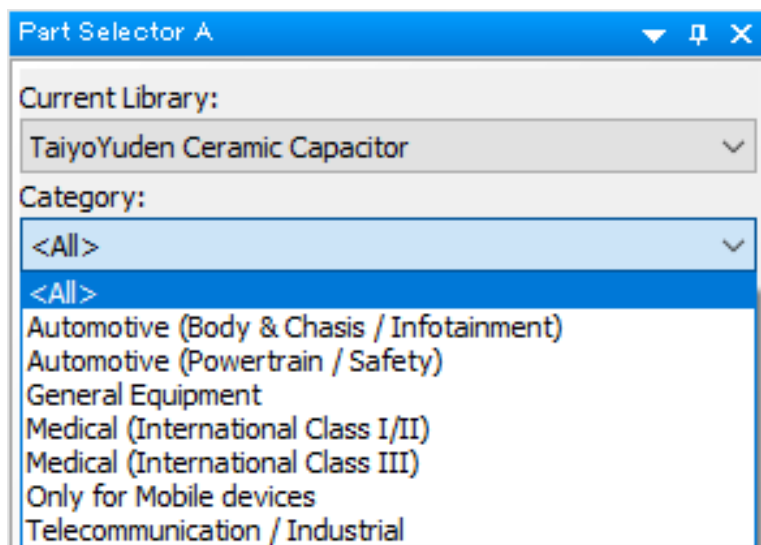 Part Selector A
Current Library:
TaiyoYuden Ceramic Capacitor
Category:
<All>
<All>
Automotive (Body & Chasis / Infotainment)
Automotive (Powertrain / Safety)
General Equipment
Medical (International Class I/II)
Medical (International Class III)
Only for Mobile devices
Telecommunication / Industrial